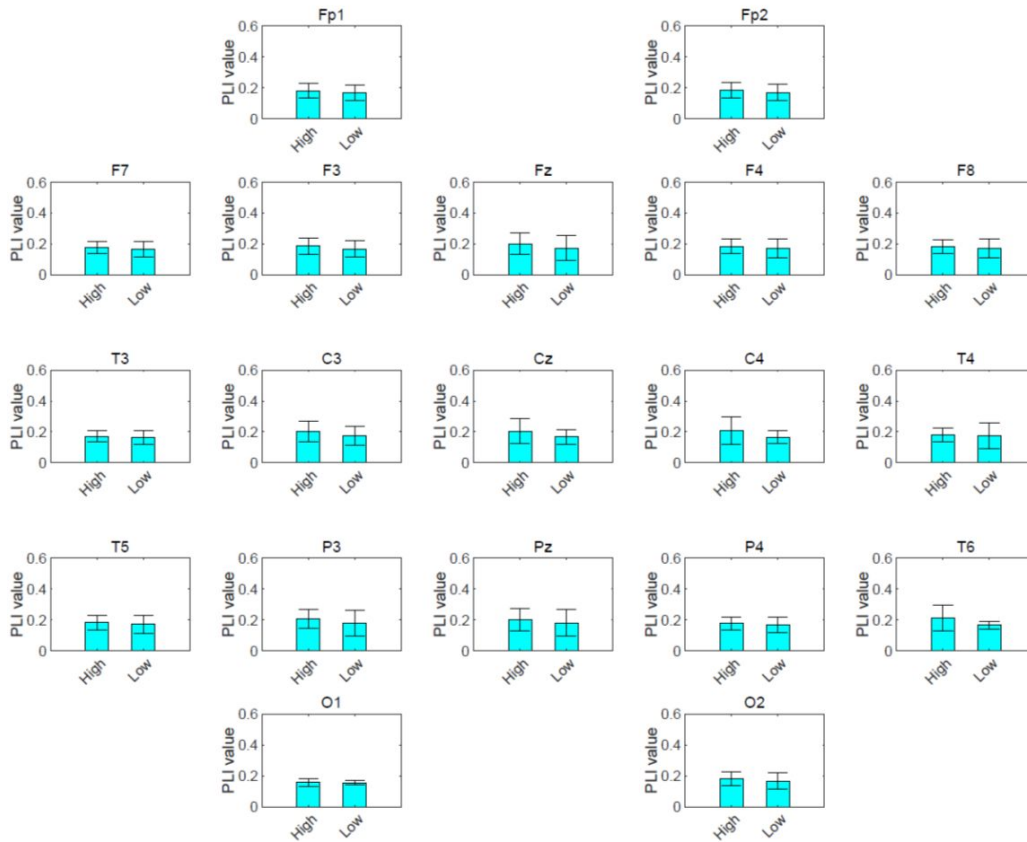 Fp1 Fp2
0.6 0.6
0.4 0.4
0.2 0.2
0 0
PLI value PLI value
High Low High Low
F7 F3 Fz F4 F8
0.6 0.6 0.6 0.6 0.6
0.4 0.4 0.4 0.4 0.4
0.2 0.2 0.2 0.2 0.2
0 0 0 0 0
PLI value PLI value PLI value PLI value PLI value
High Low High Low High Low High Low High Low
T3 C3 Cz C4 T4
0.6 0.6 0.6 0.6 0.6
0.4 0.4 0.4 0.4 0.4
0.2 0.2 0.2 0.2 0.2
0 0 0 0 0
PLI value PLI value PLI value PLI value PLI value
High Low High Low High Low High Low High Low
T5 P3 Pz P4 T6
0.6 0.6 0.6 0.6 0.6
0.4 0.4 0.4 0.4 0.4
0.2 0.2 0.2 0.2 0.2
0 0 0 0 0
PLI value PLI value PLI value PLI value PLI value
High Low High Low High Low High Low High Low
O1 O2
0.6 0.6
0.4 0.4
0.2 0.2
0 0
PLI value PLI value
High Low High Low